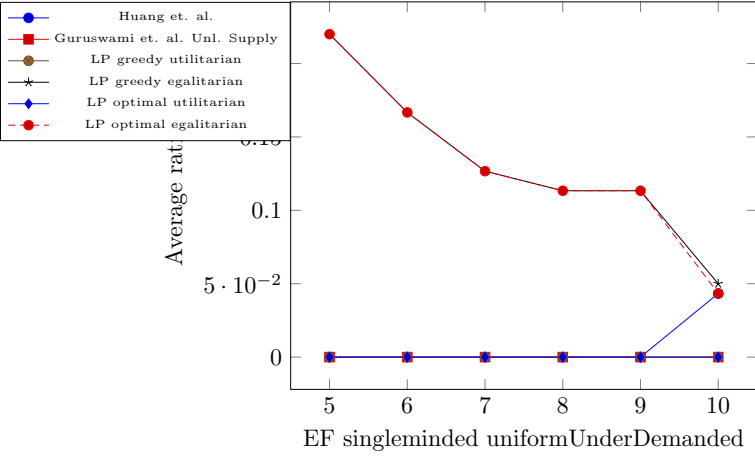 Huang et. al.
Guruswami et. al. Unl. Supply
LP greedy utilitarian
LP greedy egalitarian
LP optimal utilitarian
LP optimal egalitarian
Average
0.1
5 · 10⁻²
0
5 6 7 8 9 10
EF singleminded uniformUnderDemanded